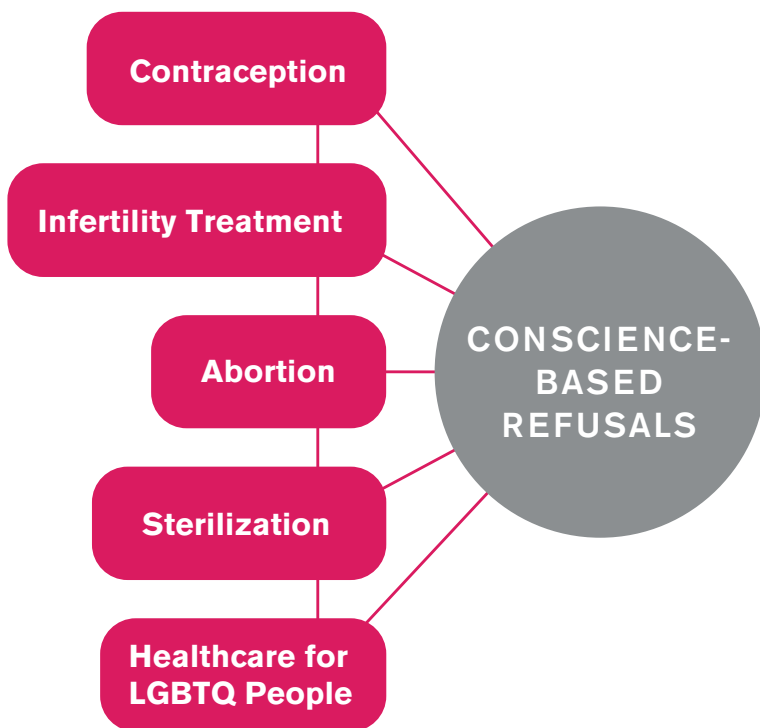 Contraception
Infertility Treatment
Abortion
Sterilization
Healthcare for
LGBTQ People
CONSCIENCE-
BASED
REFUSALS